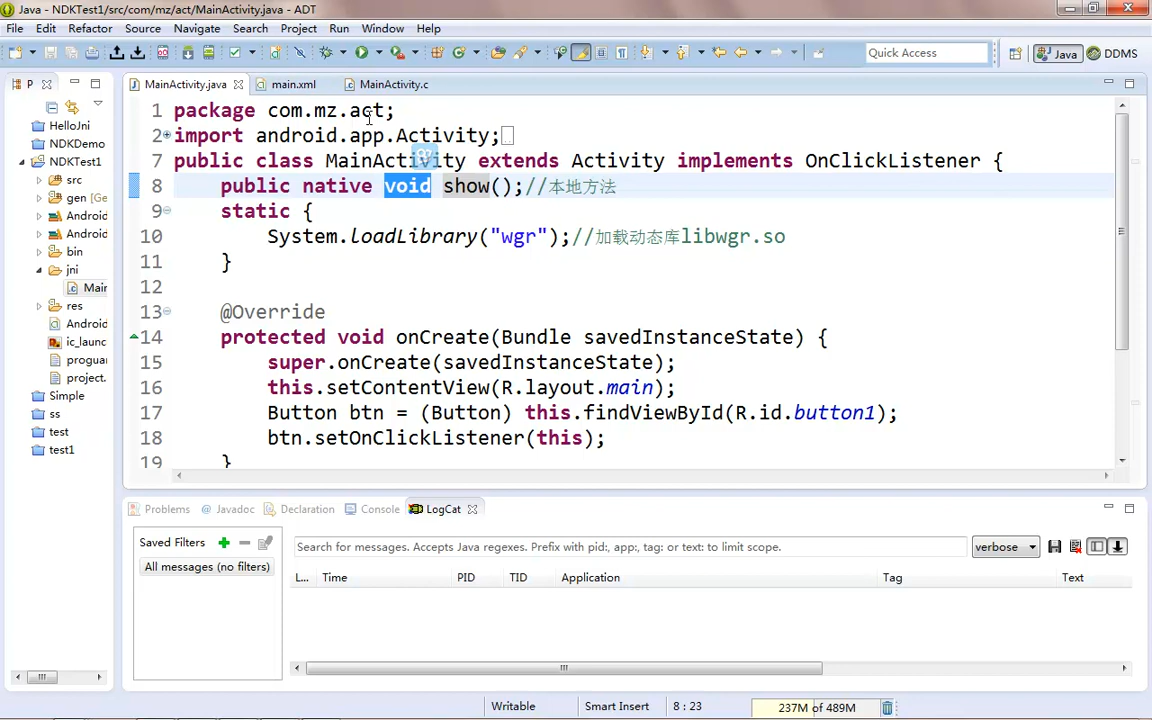 Java - NDKTest1/src/com/mz/act/MainActivity.java - ADT
File Edit Refactor Source Navigate Search Project Run Window Help
Quick Access Java DDMS
P
MainActivity.java main.xml MainActivity.c
HelloJni
NDKDemo
NDKTest1
src
gen [Ge
Android
Android
bin
jni
Mair
res
Android
ic_launc
proguar
project.
Simple
ss
test
test1
1 package com.mz.act;
2 import android.app.Activity;
7 public class MainActivity extends Activity implements OnClickListener {
8 public native void show();//本地方法
9 static {
10 System.loadLibrary("wgr");//加载动态库libwgr.so
11 }
12
13 @Override
14 protected void onCreate(Bundle savedInstanceState) {
15 super.onCreate(savedInstanceState);
16 this.setContentView(R.layout.main);
17 Button btn = (Button) this.findViewById(R.id.button1);
18 btn.setOnClickListener(this);
19 }
Problems Javadoc Declaration Console LogCat
Saved Filters
All messages (no filters)
Search for messages. Accepts Java regexes. Prefix with pid:, app:, tag: or text: to limit scope.
verbose
L... Time PID TID Application Tag Text
Writable Smart Insert 8 : 23 237M of 489M